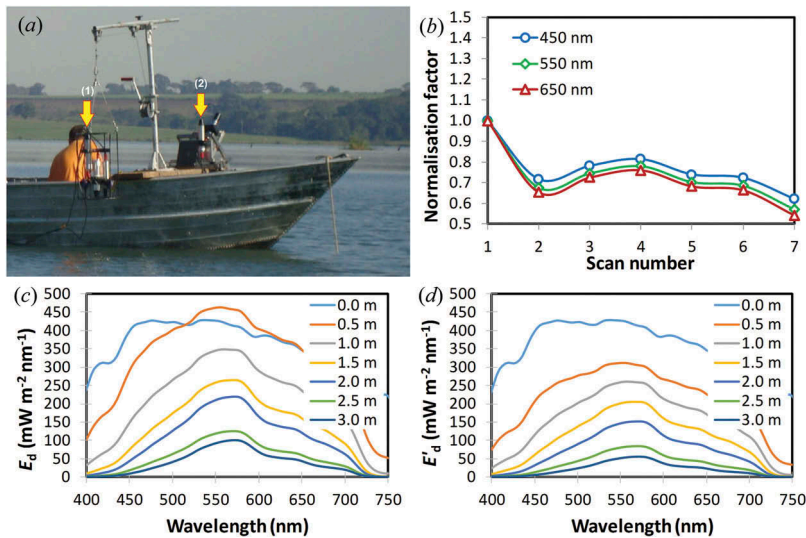 (a)
(1)
(2)
(b)
Normalisation factor
1.5
1.4
1.3
1.2
1.1
1.0
0.9
0.8
0.7
0.6
0.5
450 nm
550 nm
650 nm
1 2 3 4 5 6 7
Scan number
(c)
Ed (mW m-2 nm-1)
500
450
400
350
300
250
200
150
100
50
0
0.0 m
0.5 m
1.0 m
1.5 m
2.0 m
2.5 m
3.0 m
400 450 500 550 600 650 700 750
Wavelength (nm)
(d)
E'd (mW m-2 nm-1)
500
450
400
350
300
250
200
150
100
50
0
0.0 m
0.5 m
1.0 m
1.5 m
2.0 m
2.5 m
3.0 m
400 450 500 550 600 650 700 750
Wavelength (nm)